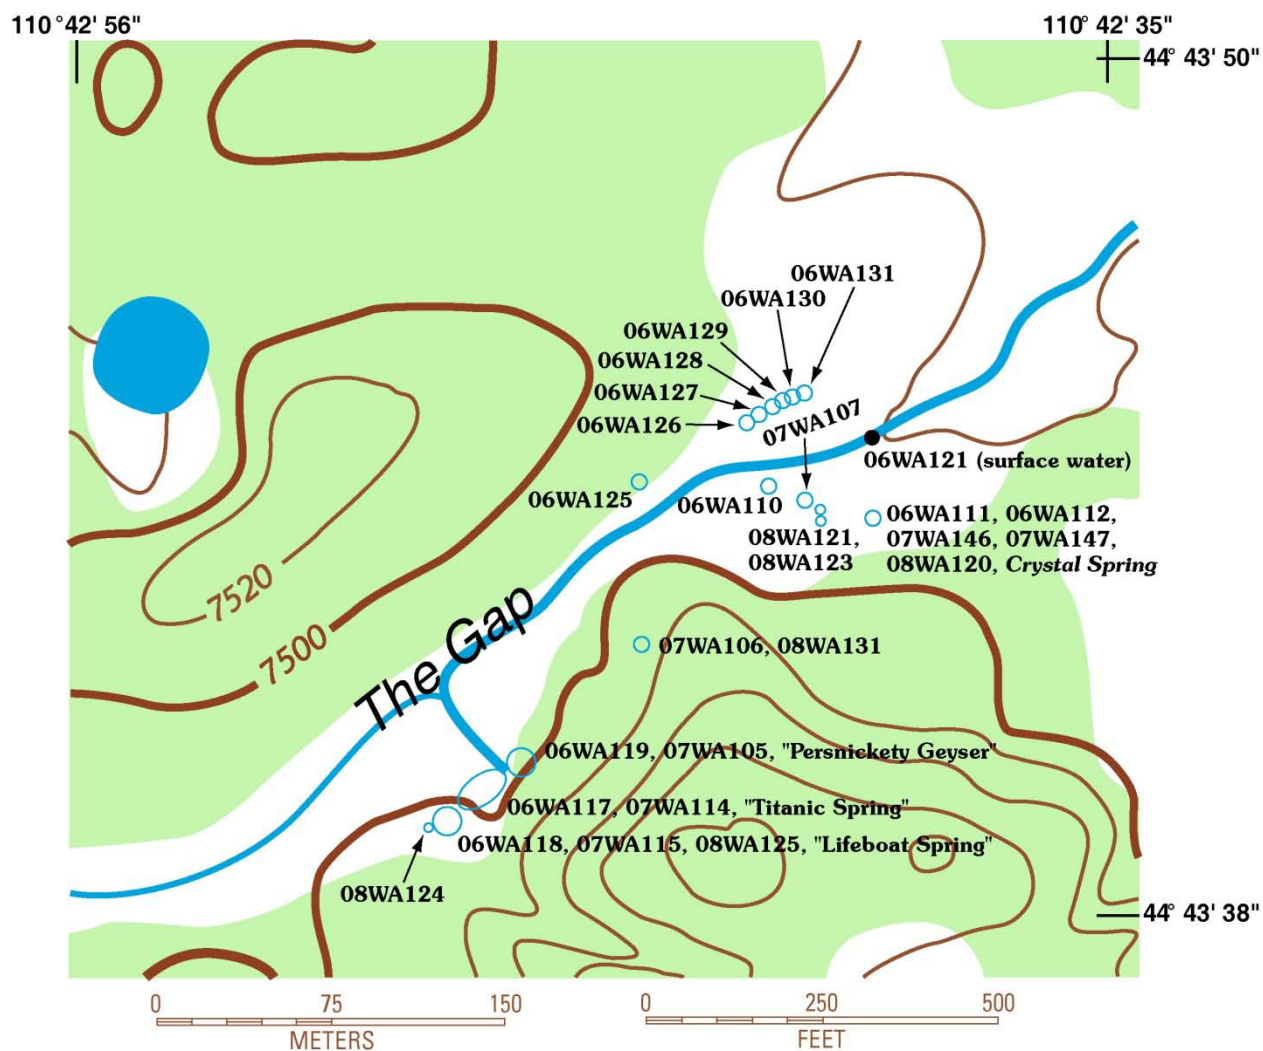 110 °42' 56"
110° 42' 35"
44° 43' 50"
06WA131
06WA130
06WA129
06WA128
06WA127
06WA126
07WA107
06WA121 (surface water)
06WA125
06WA110
06WA111, 06WA112,
07WA146, 07WA147,
08WA120, Crystal Spring
08WA121,
08WA123
7520
7500
The Gap
07WA106, 08WA131
06WA119, 07WA105, "Persnickety Geyser"
06WA117, 07WA114, "Titanic Spring"
06WA118, 07WA115, 08WA125, "Lifeboat Spring"
08WA124
44° 43' 38"
0 75 150
METERS
0 250 500
FEET